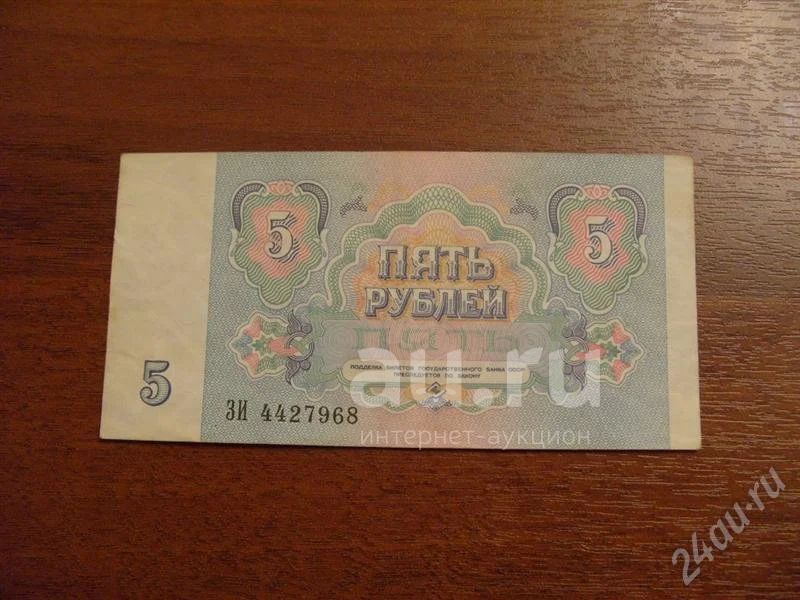 5
5
ПЯТЬ
РУБЛЕЙ
ПЯТЬ
ПОДДЕЛКА БИЛЕТОВ ГОСУДАРСТВЕННОГО БАНКА СССР
ПРЕСЛЕДУЕТСЯ ПО ЗАКОНУ
5
ЗИ 4427968
au.ru
интернет-аукцион
24au.ru